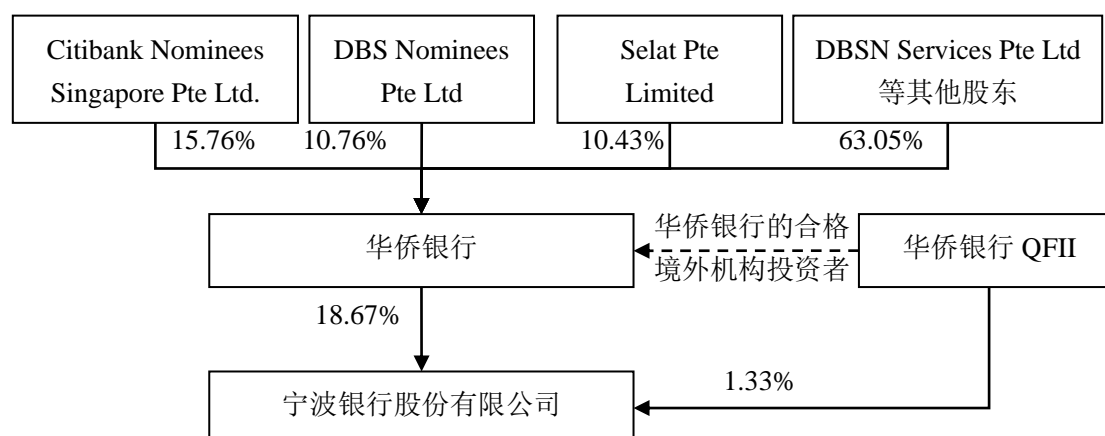 Citibank Nominees
Singapore Pte Ltd.
DBS Nominees
Pte Ltd
Selat Pte
Limited
DBSN Services Pte Ltd
等其他股东
15.76%
10.76%
10.43%
63.05%
华侨银行
华侨银行的合格
境外机构投资者
华侨银行 QFII
18.67%
1.33%
宁波银行股份有限公司